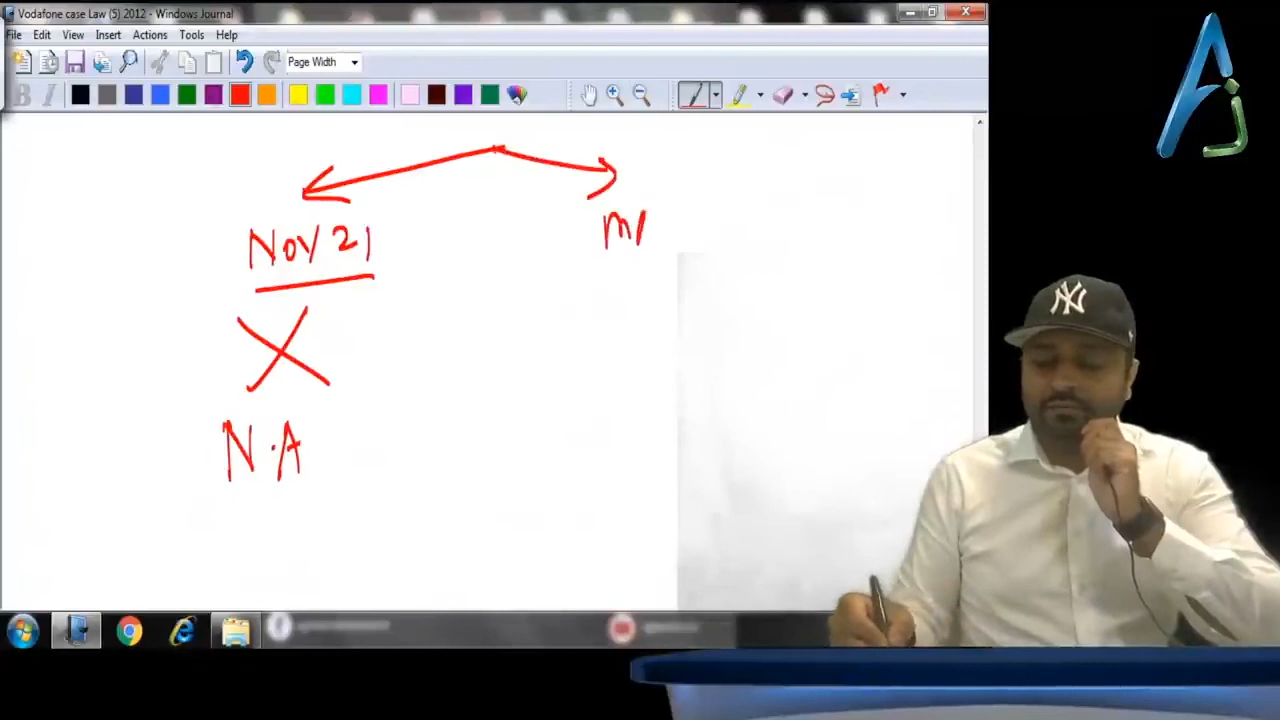 Vodafone case Law (5) 2012 - Windows Journal
File Edit View Insert Actions Tools Help
Page Width
B I
Nov 21
N.A
NY